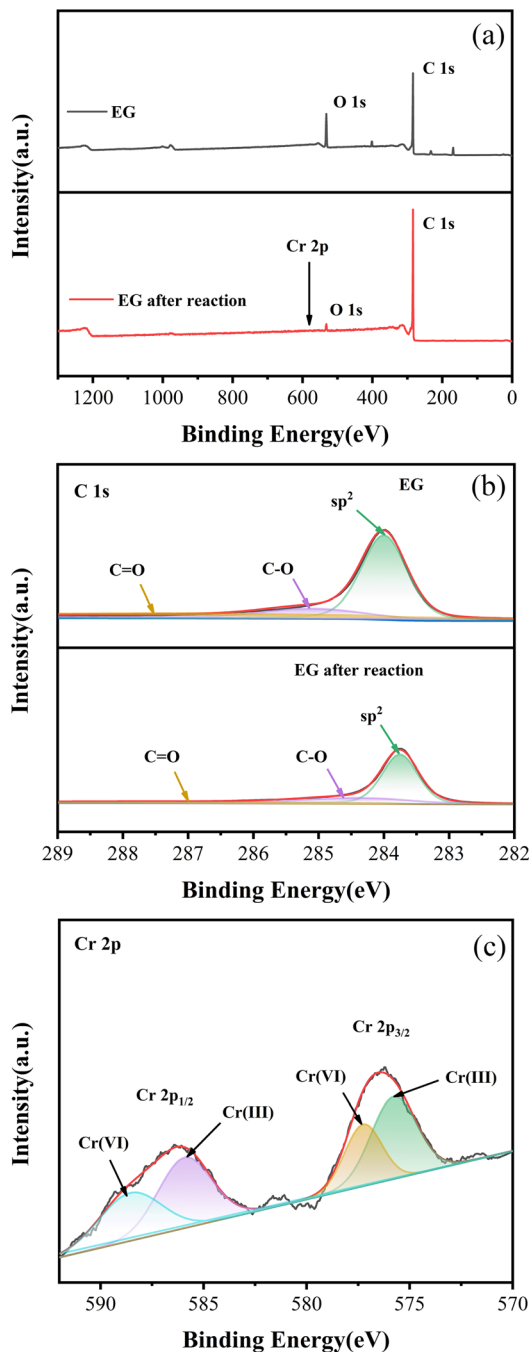 (a)
C 1s
O 1s
EG
C 1s
Cr 2p
EG after reaction
O 1s
Intensity(a.u.)
1200 1000 800 600 400 200 0
Binding Energy(eV)
C 1s EG (b)
sp²
C=O C-O
EG after reaction
sp²
C=O C-O
Intensity(a.u.)
289 288 287 286 285 284 283 282
Binding Energy(eV)
Cr 2p (c)
Cr 2p₃/₂
Cr(VI) Cr(III)
Cr 2p₁/₂
Cr(III)
Cr(VI)
Intensity(a.u.)
590 585 580 575 570
Binding Energy(eV)